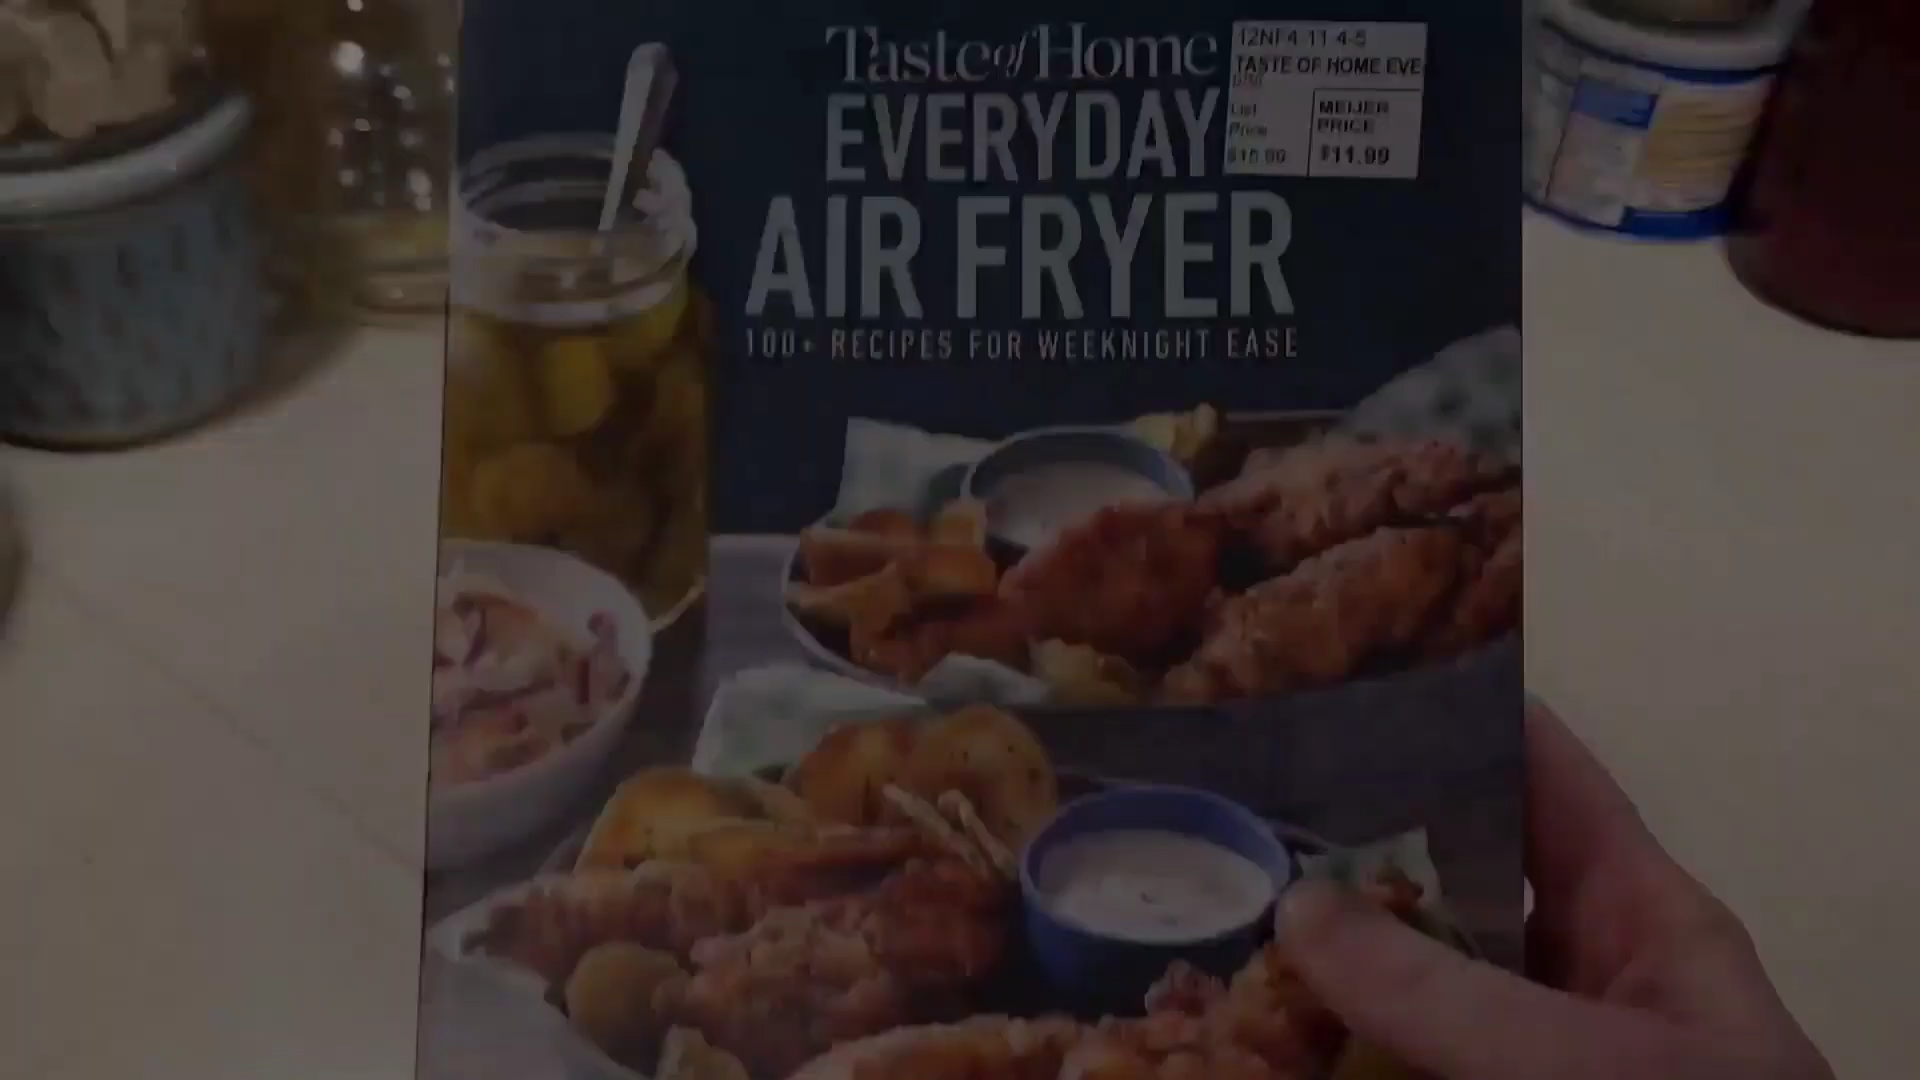 Taste of Home
EVERYDAY
AIR FRYER
100+ RECIPES FOR WEEKNIGHT EASE
TASTE OF HOME EVE
List
Price
MEIJER
PRICE
$11.99